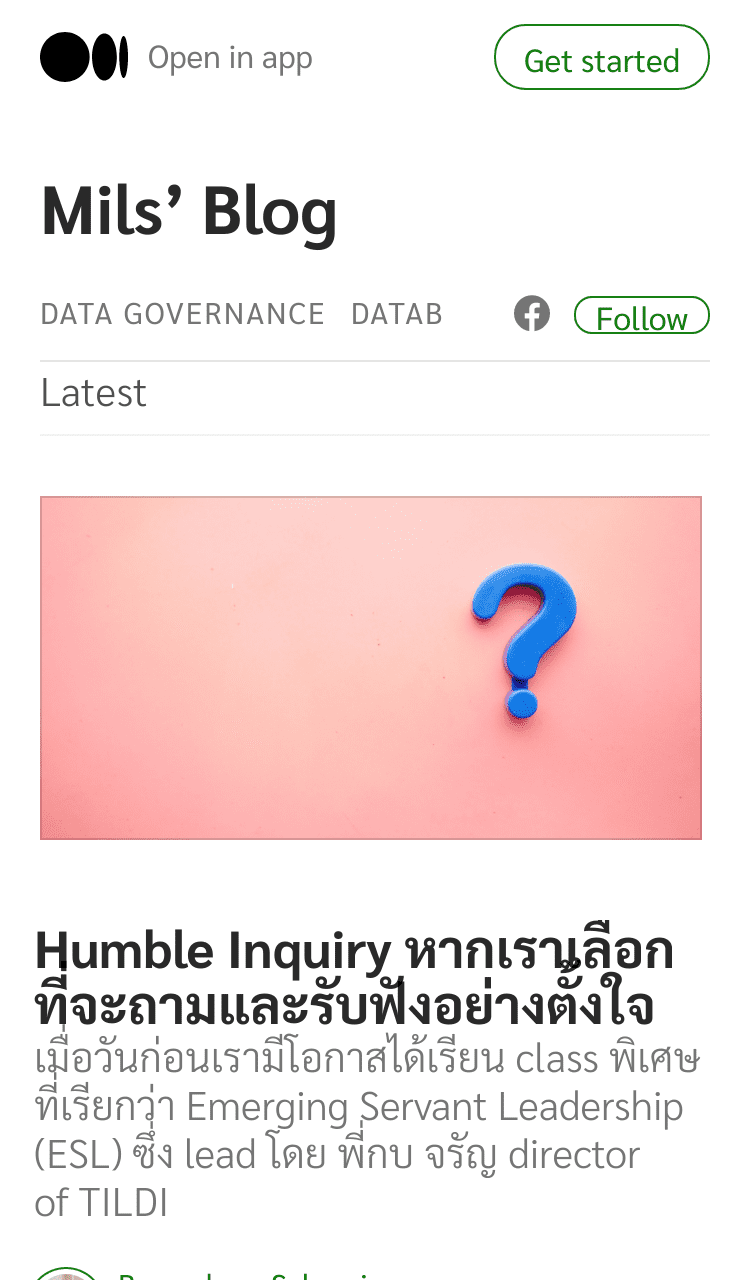 Open in app
Get started
Mils’ Blog
DATA GOVERNANCE DATAB
Follow
Latest
Humble Inquiry หากเราเลือก
ที่จะถามและรับฟังอย่างตั้งใจ
เมื่อวันก่อนเรามีโอกาสได้เรียน class พิเศษ
ที่เรียกว่า Emerging Servant Leadership
(ESL) ซึ่ง lead โดย พี่กบ จรัญ director
of TILDI